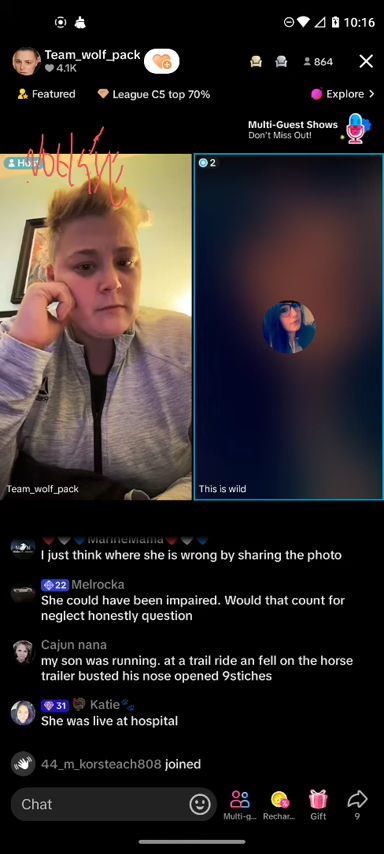 10:16
Team_wolf_pack
4.1K
864
Featured
League C5 top 70%
Explore >
Multi-Guest Shows
Don't Miss Out!
Host
2
Team_wolf_pack
This is wild
MarineMama
I just think where she is wrong by sharing the photo
22 Melrocka
She could have been impaired. Would that count for
neglect honestly question
Cajun nana
my son was running. at a trail ride an fell on the horse
trailer busted his nose opened 9stiches
31 Katie
She was live at hospital
44_m_korsteach808 joined
Chat
Multi-g...
Rechar...
Gift
9